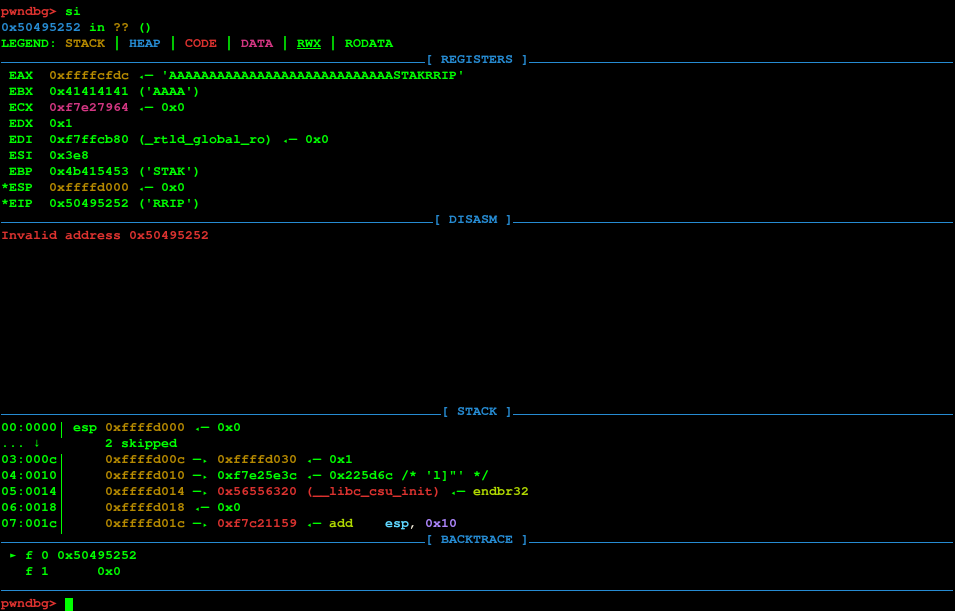 pwndbg> si
0x50495252 in ?? ()
LEGEND: STACK | HEAP | CODE | DATA | RWX | RODATA
[ REGISTERS ]
EAX  0xffffcfdc ◂— 'AAAAAAAAAAAAAAAAAAAAAAAAAAAASTAKRRIP'
EBX  0x41414141 ('AAAA')
ECX  0xf7e27964 ◂— 0x0
EDX  0x1
EDI  0xf7ffcb80 (_rtld_global_ro) ◂— 0x0
ESI  0x3e8
EBP  0x4b415453 ('STAK')
*ESP  0xffffd000 ◂— 0x0
*EIP  0x50495252 ('RRIP')
[ DISASM ]
Invalid address 0x50495252
[ STACK ]
00:0000│ esp 0xffffd000 ◂— 0x0
... ↓        2 skipped
03:000c│     0xffffd00c —▸ 0xffffd030 ◂— 0x1
04:0010│     0xffffd010 —▸ 0xf7e25e3c ◂— 0x225d6c /* 'l]"' */
05:0014│     0xffffd014 —▸ 0x56556320 (__libc_csu_init) ◂— endbr32
06:0018│     0xffffd018 ◂— 0x0
07:001c│     0xffffd01c —▸ 0xf7c21159 ◂— add    esp, 0x10
[ BACKTRACE ]
► f 0 0x50495252
f 1      0x0
pwndbg>